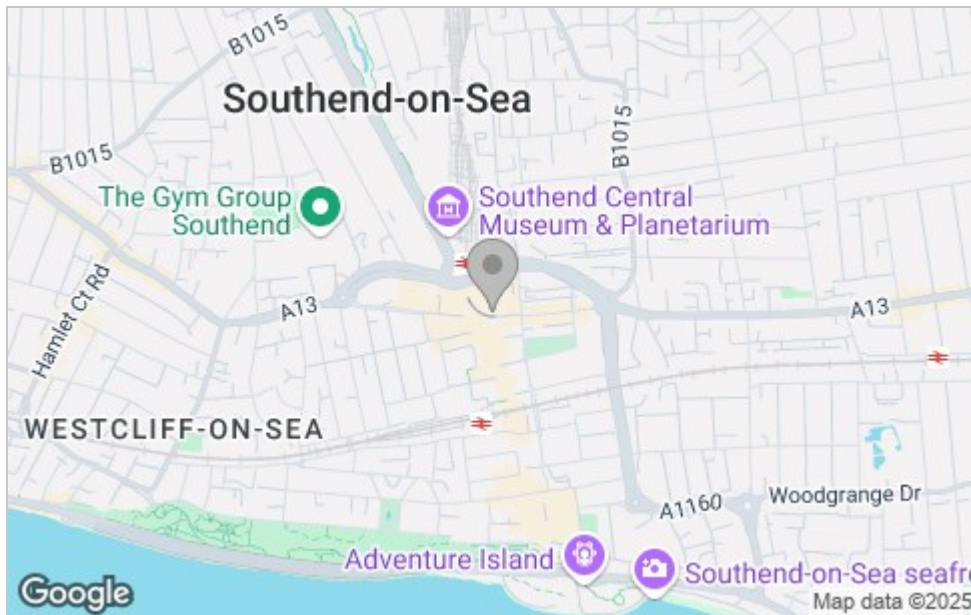 B1015
Southend-on-Sea
B1015
B1015
The Gym Group
Southend
Southend Central
Museum & Planetarium
Hamlet Ct Rd
A13
A13
WESTCLIFF-ON-SEA
A1160
Woodgrange Dr
Adventure Island
Southend-on-Sea seafr
Google
Map data ©2025